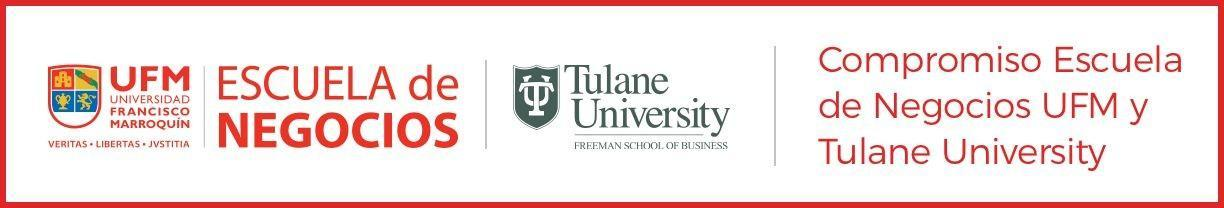 UFM
UNIVERSIDAD
FRANCISCO
MARROQUÍN
VERITAS • LIBERTAS • JVSTITIA
ESCUELA de
NEGOCIOS
Tulane
University
FREEMAN SCHOOL OF BUSINESS
Compromiso Escuela
de Negocios UFM y
Tulane University